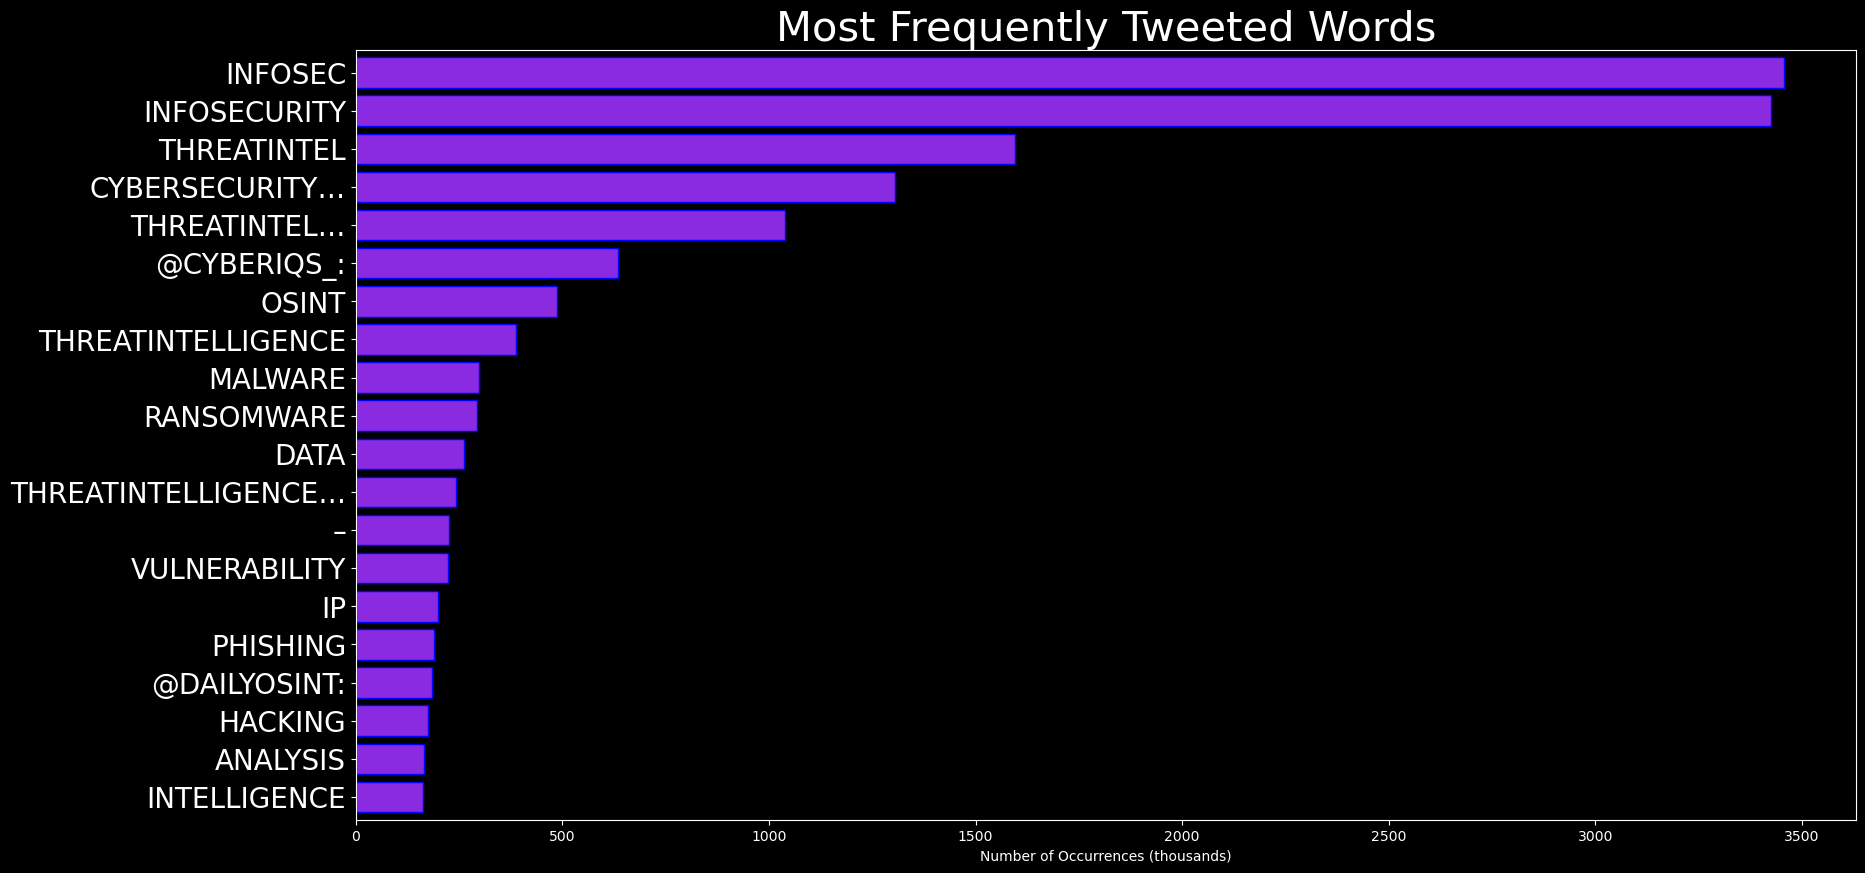 Most Frequently Tweeted Words
INFOSEC
INFOSECURITY
THREATINTEL
CYBERSECURITY…
THREATINTEL…
@CYBERIQS_:
OSINT
THREATINTELLIGENCE
MALWARE
RANSOMWARE
DATA
THREATINTELLIGENCE…
–
VULNERABILITY
IP
PHISHING
@DAILYOSINT:
HACKING
ANALYSIS
INTELLIGENCE
0 500 1000 1500 2000 2500 3000 3500
Number of Occurrences (thousands)